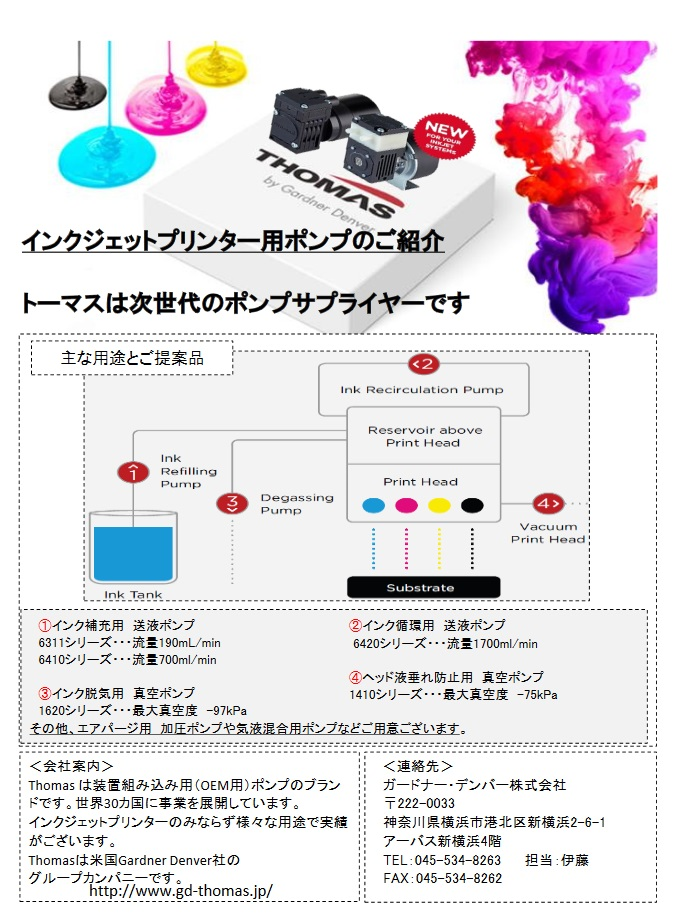 NEW
FOR YOUR
INKJET
SYSTEMS
THOMAS
by Gardner Denver
インクジェットプリンター用ポンプのご紹介
トーマスは次世代のポンプサプライヤーです
主な用途とご提案品
<2
Ink Recirculation Pump
Reservoir above
Print Head
Ink
Refilling
Pump
1
Print Head
3
Degassing
Pump
4>
Vacuum
Print Head
Substrate
Ink Tank
①インク補充用 送液ポンプ
6311シリーズ・・・流量190mL/min
6410シリーズ・・・流量700ml/min
②インク循環用 送液ポンプ
6420シリーズ・・・流量1700ml/min
③インク脱気用 真空ポンプ
1620シリーズ・・・最大真空度 -97kPa
④ヘッド液垂れ防止用 真空ポンプ
1410シリーズ・・・最大真空度 -75kPa
その他、エアパージ用 加圧ポンプや気液混合用ポンプなどご用意ございます。
＜会社案内＞
Thomas は装置組み込み用（OEM用）ポンプのブラン
ドです。世界30カ国に事業を展開しています。
インクジェットプリンターのみならず様々な用途で実績
がございます。
Thomasは米国Gardner Denver社の
グループカンパニーです。
http://www.gd-thomas.jp/
＜連絡先＞
ガードナー・デンバー株式会社
〒222-0033
神奈川県横浜市港北区新横浜2-6-1
アーバス新横浜4階
TEL：045-534-8263 担当：伊藤
FAX：045-534-8262